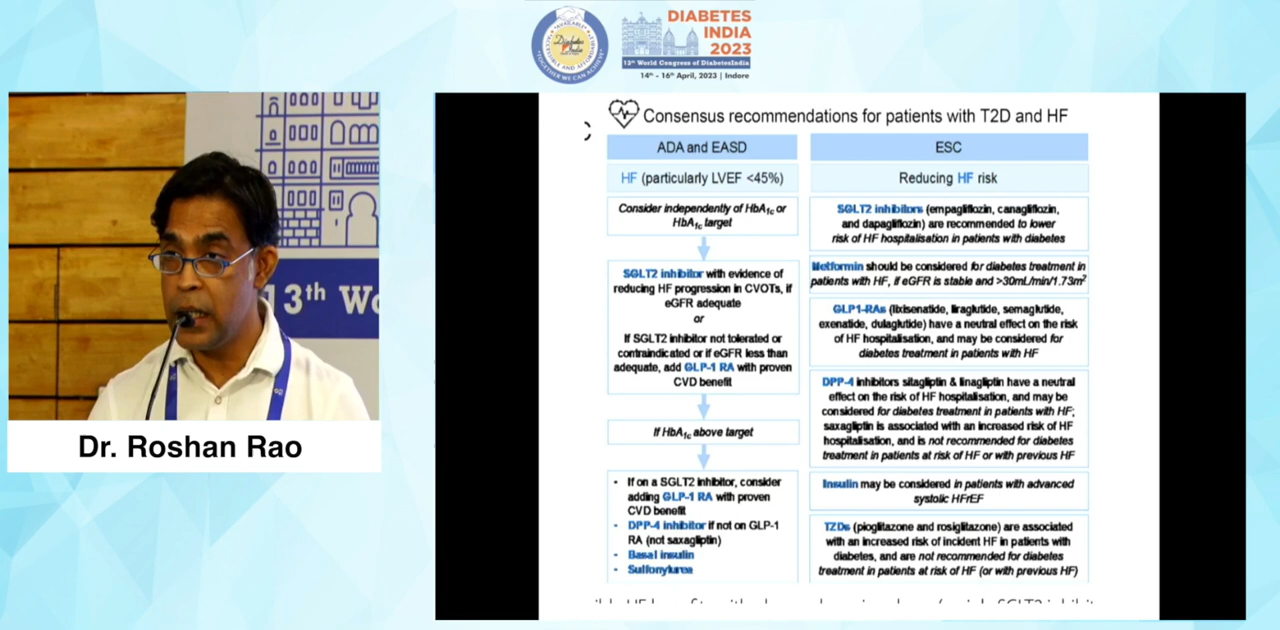 DIABETES
INDIA
2023
13th World Congress of DiabetesIndia
14th - 16th April, 2023 | Indore
Diabetes
India
TOGETHER WE CAN ACHIEVE
13th Wo
Dr. Roshan Rao
Consensus recommendations for patients with T2D and HF
ADA and EASD
HF (particularly LVEF <45%)
Consider independently of HbA1c or
HbA1c target
SGLT2 inhibitor with evidence of
reducing HF progression in CVOTs, if
eGFR adequate
or
If SGLT2 inhibitor not tolerated or
contraindicated or if eGFR less than
adequate, add GLP-1 RA with proven
CVD benefit
If HbA1c above target
• If on a SGLT2 inhibitor, consider
adding GLP-1 RA with proven
CVD benefit
• DPP-4 inhibitor if not on GLP-1
RA (not saxagliptin)
• Basal insulin
• Sulfonylurea
ESC
Reducing HF risk
SGLT2 inhibitors (empagliflozin, canagliflozin,
and dapagliflozin) are recommended to lower
risk of HF hospitalisation in patients with diabetes
Metformin should be considered for diabetes treatment in
patients with HF, if eGFR is stable and >30mL/min/1.73m²
GLP1-RAs (lixisenatide, liraglutide, semaglutide,
exenatide, dulaglutide) have a neutral effect on the risk
of HF hospitalisation, and may be considered for
diabetes treatment in patients with HF
DPP-4 inhibitors sitagliptin & linagliptin have a neutral
effect on the risk of HF hospitalisation, and may be
considered for diabetes treatment in patients with HF;
saxagliptin is associated with an increased risk of HF
hospitalisation, and is not recommended for diabetes
treatment in patients at risk of HF or with previous HF
Insulin may be considered in patients with advanced
systolic HFrEF
TZDs (pioglitazone and rosiglitazone) are associated
with an increased risk of incident HF in patients with
diabetes, and are not recommended for diabetes
treatment in patients at risk of HF (or with previous HF)